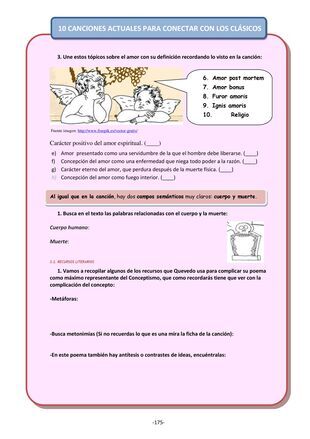 10 CANCIONES ACTUALES PARA CONECTAR CON LOS CLÁSICOS
3. Une estos tópicos sobre el amor con su definición recordando lo visto en la canción:
6. Amor post mortem
7. Amor bonus
8. Furor amoris
9. Ignis amoris
10. Religio
Fuente imagen: http://www.freepik.es/vector-gratis/
Carácter positivo del amor espiritual. (____)
e) Amor presentado como una servidumbre de la que el hombre debe liberarse. (____)
f) Concepción del amor como una enfermedad que niega todo poder a la razón. (____)
g) Carácter eterno del amor, que perdura después de la muerte física. (____)
h) Concepción del amor como fuego interior. (____)
Al igual que en la canción, hay dos campos semánticos muy claros: cuerpo y muerte.
1. Busca en el texto las palabras relacionadas con el cuerpo y la muerte:
Cuerpo humano:
Muerte:
RECURSOS LITERARIOS
1. Vamos a recopilar algunos de los recursos que Quevedo usa para complicar su poema
como máximo representante del Conceptismo, que como recordarás tiene que ver con la
complicación del concepto:
-Metáforas:
-Busca metonimias (Si no recuerdas lo que es una mira la ficha de la canción):
-En este poema también hay antítesis o contrastes de ideas, encuéntralas:
-175-